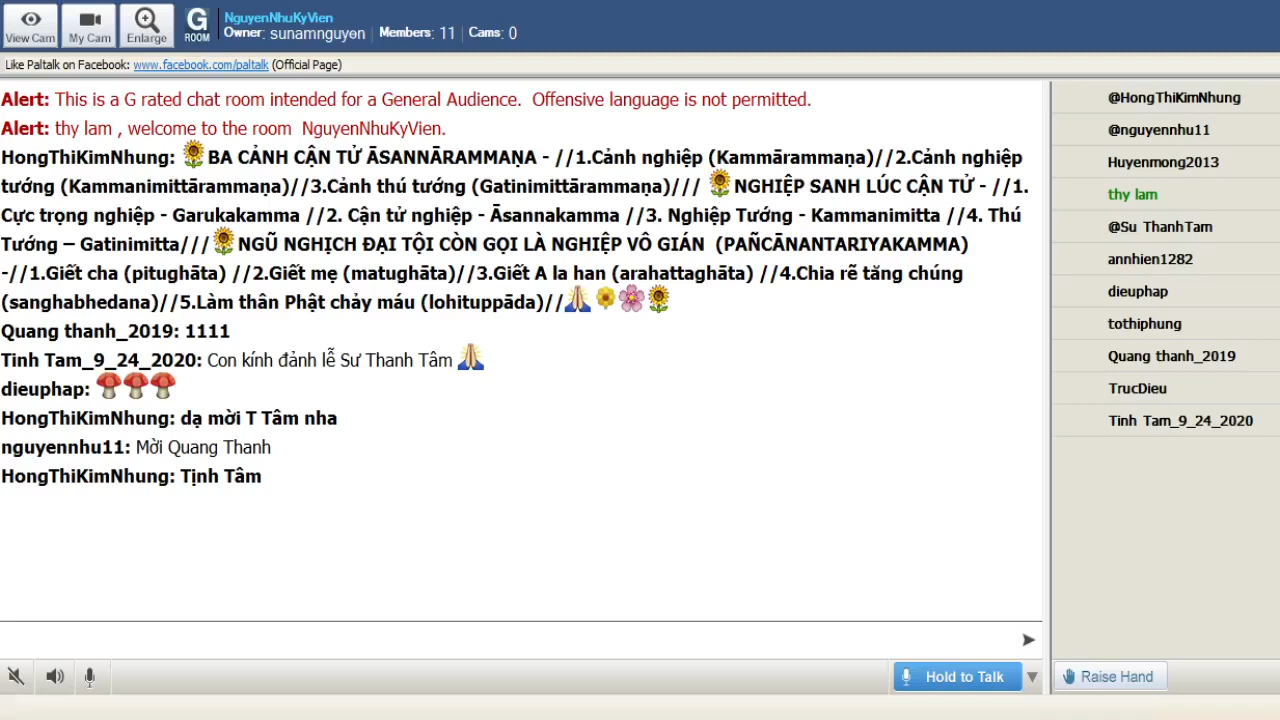 View Cam
My Cam
Enlarge
G
ROOM
NguyenNhuKyVien
Owner: sunamnguyen | Members: 11 | Cams: 0
Like Paltalk on Facebook: www.facebook.com/paltalk (Official Page)
Alert: This is a G rated chat room intended for a General Audience.  Offensive language is not permitted.
Alert: thy lam , welcome to the room  NguyenNhuKyVien.
HongThiKimNhung: 🌻BA CẢNH CẬN TỬ ĀSANNĀRAMMAṆA - //1.Cảnh nghiệp (Kammārammaṇa)//2.Cảnh nghiệp
tướng (Kammanimittārammaṇa)//3.Cảnh thú tướng (Gatinimittārammaṇa)/// 🌻NGHIỆP SANH LÚC CẬN TỬ - //1.
Cực trọng nghiệp - Garukakamma //2. Cận tử nghiệp - Āsannakamma //3. Nghiệp Tướng - Kammanimitta //4. Thú
Tướng – Gatinimitta///🌻NGŨ NGHỊCH ĐẠI TỘI CÒN GỌI LÀ NGHIỆP VÔ GIÁN  (PAÑCĀNANTARIYAKAMMA)
-//1.Giết cha (pitughāta) //2.Giết mẹ (matughāta)//3.Giết A la han (arahattaghāta) //4.Chia rẽ tăng chúng
(sanghabhedana)//5.Làm thân Phật chảy máu (lohituppāda)//🙏🌼🌸🌻
Quang thanh_2019: 1111
Tinh Tam_9_24_2020: Con kính đảnh lễ Sư Thanh Tâm 🙏
dieuphap: 🍄🍄🍄
HongThiKimNhung: dạ mời T Tâm nha
nguyennhu11: Mời Quang Thanh
HongThiKimNhung: Tịnh Tâm
@HongThiKimNhung
@nguyennhu11
Huyenmong2013
thy lam
@Su ThanhTam
annhien1282
dieuphap
tothiphung
Quang thanh_2019
TrucDieu
Tinh Tam_9_24_2020
Hold to Talk
Raise Hand